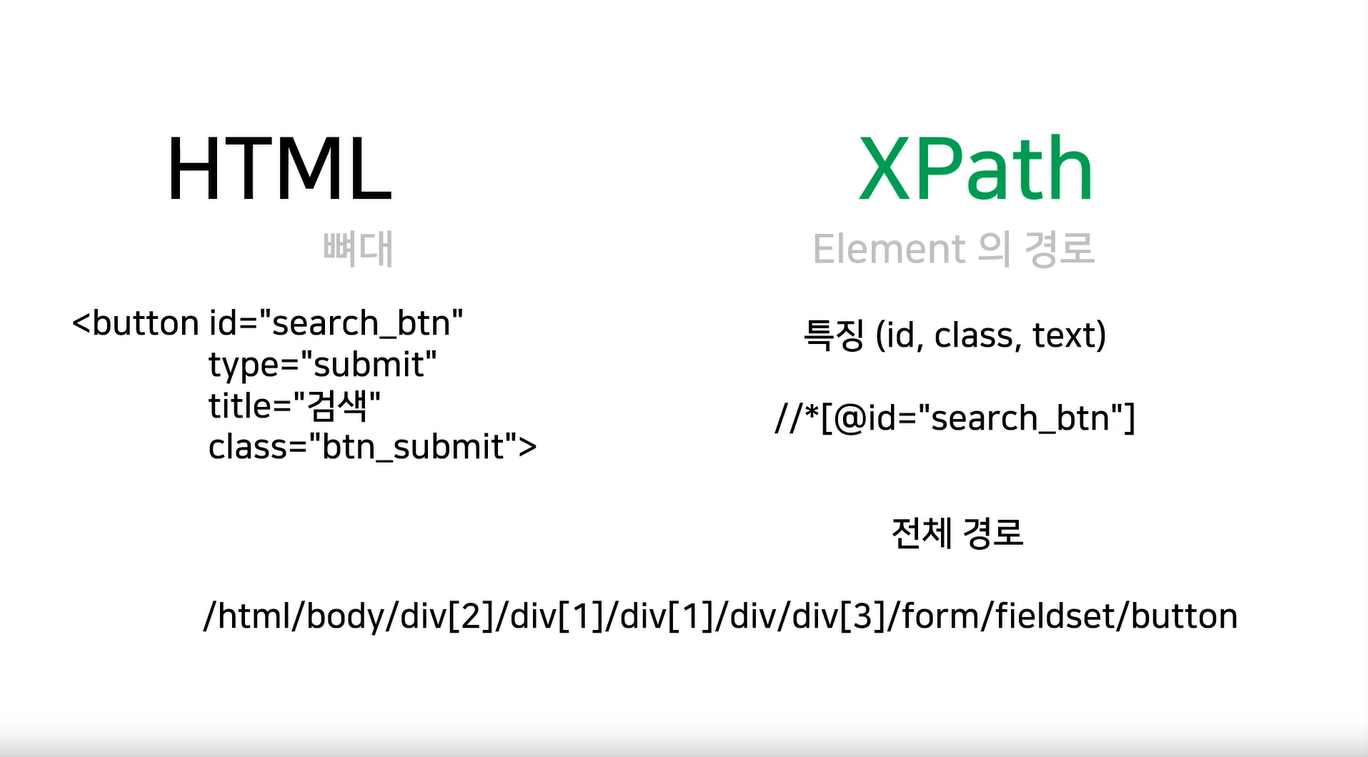 HTML
뼈대
<button id="search_btn"
type="submit"
title="검색"
class="btn_submit">
XPath
Element 의 경로
특징 (id, class, text)
//*[@id="search_btn"]
전체 경로
/html/body/div[2]/div[1]/div[1]/div/div[3]/form/fieldset/button